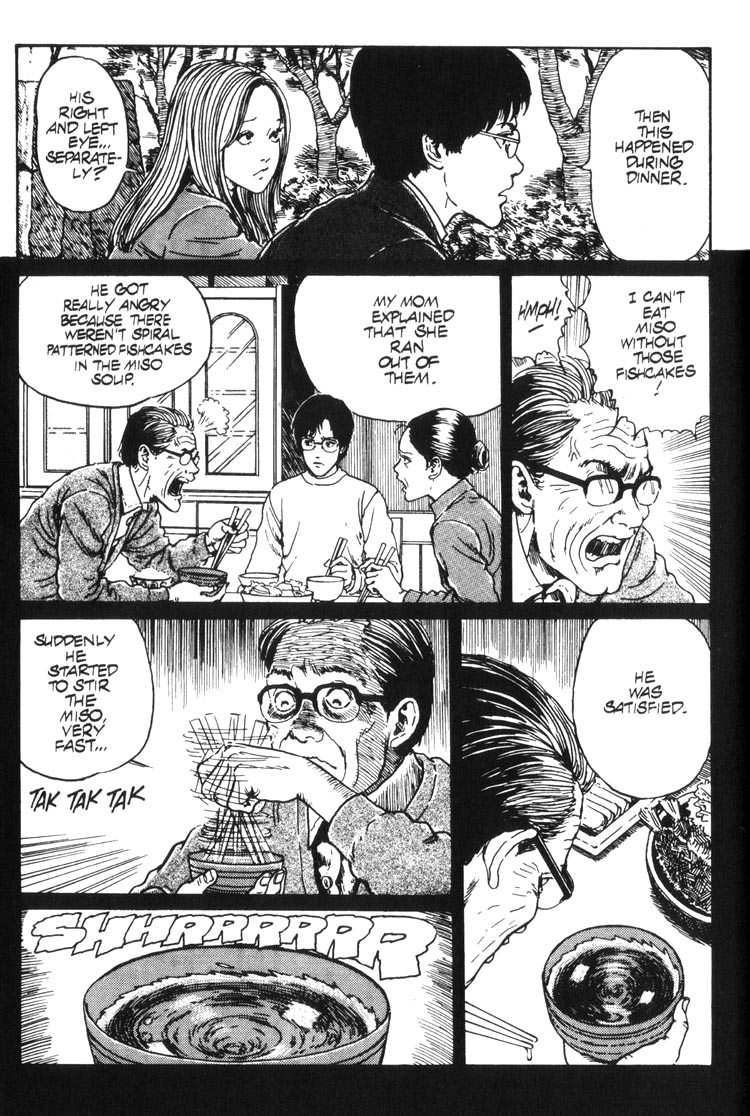 HIS
RIGHT
AND LEFT
EYE...
SEPARATE-
LY?
THEN
THIS
HAPPENED
DURING
DINNER.
HE GOT
REALLY ANGRY
BECAUSE THERE
WEREN'T SPIRAL
PATTERNED FISHCAKES
IN THE MISO
SOUP.
MY MOM
EXPLAINED
THAT SHE
RAN
OUT OF
THEM.
HMPH!
I CAN'T
EAT
MISO
WITHOUT
THOSE
FISHCAKES
!
SUDDENLY
HE
STARTED
TO STIR
THE
MISO,
VERY
FAST...
TAK TAK TAK
HE
WAS
SATISFIED.
SHHRRRRRR